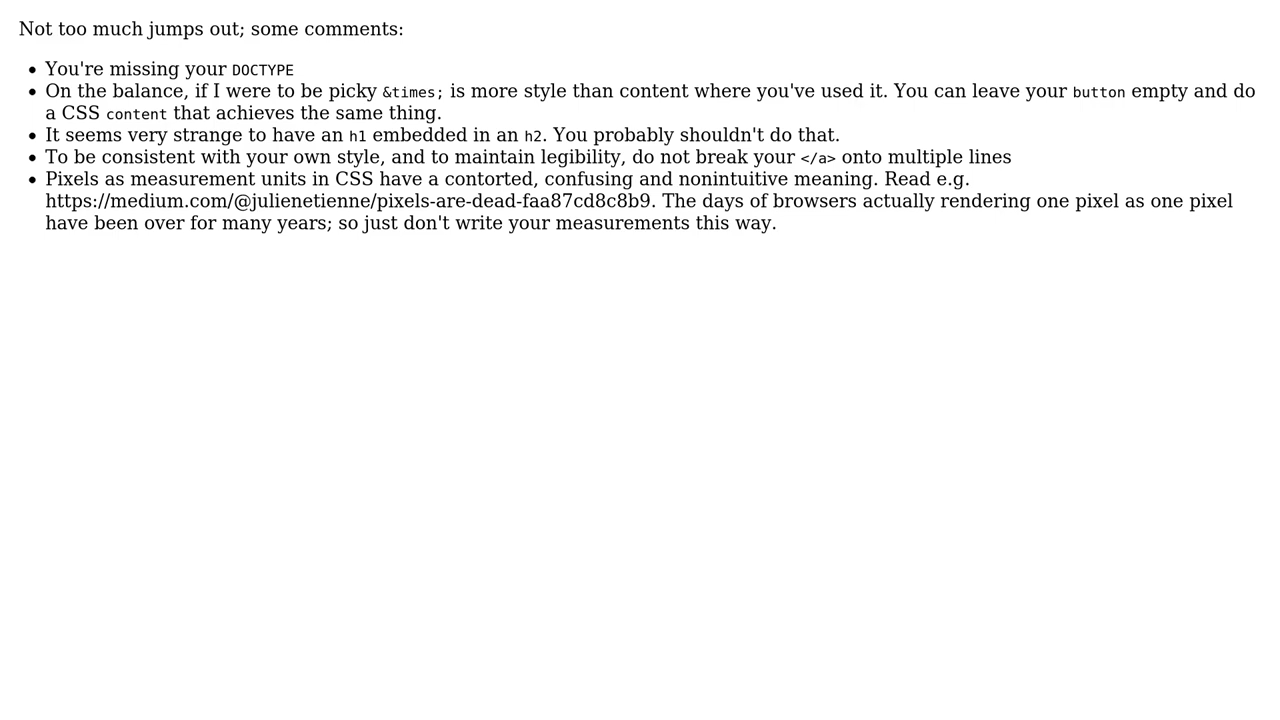 Not too much jumps out; some comments:
• You're missing your DOCTYPE
• On the balance, if I were to be picky &times; is more style than content where you've used it. You can leave your button empty and do
a CSS content that achieves the same thing.
• It seems very strange to have an h1 embedded in an h2. You probably shouldn't do that.
• To be consistent with your own style, and to maintain legibility, do not break your </a> onto multiple lines
• Pixels as measurement units in CSS have a contorted, confusing and nonintuitive meaning. Read e.g.
https://medium.com/@julienetienne/pixels-are-dead-faa87cd8c8b9. The days of browsers actually rendering one pixel as one pixel
have been over for many years; so just don't write your measurements this way.